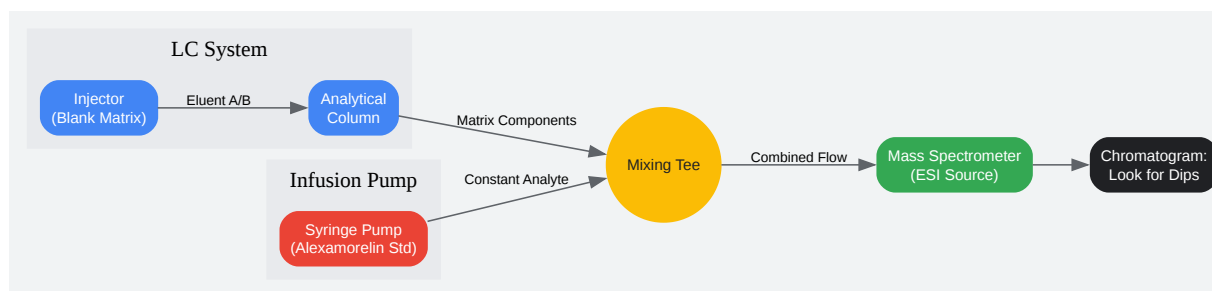 LC System
Injector
(Blank Matrix)
Eluent A/B
Analytical
Column
Matrix Components
Infusion Pump
Syringe Pump
(Alexamorelin Std)
Constant Analyte
Mixing Tee
Combined Flow
Mass Spectrometer
(ESI Source)
Chromatogram:
Look for Dips